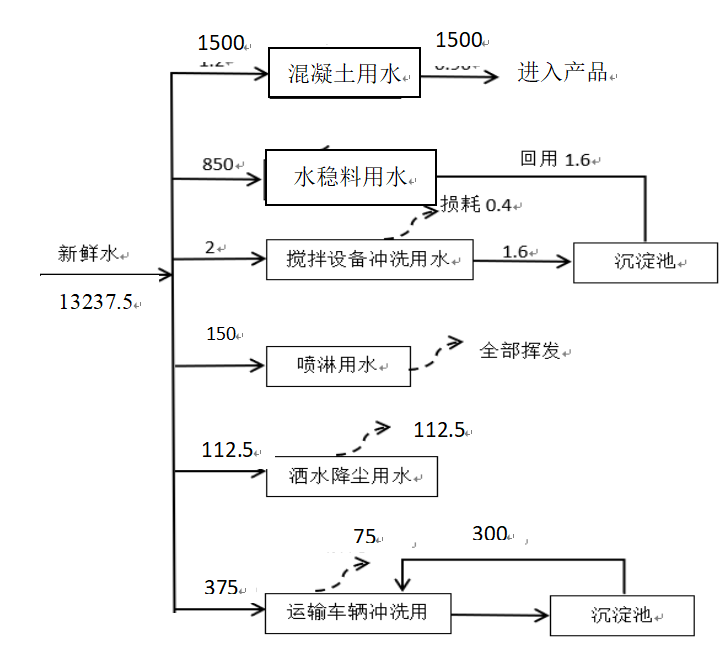 1500
1500
混凝土用水
进入产品
850
水稳料用水
回用 1.6
损耗 0.4
新鲜水
13237.5
2
搅拌设备冲洗用水
1.6
沉淀池
150
喷淋用水
全部挥发
112.5
112.5
洒水降尘用水
75
300
375
运输车辆冲洗用
沉淀池